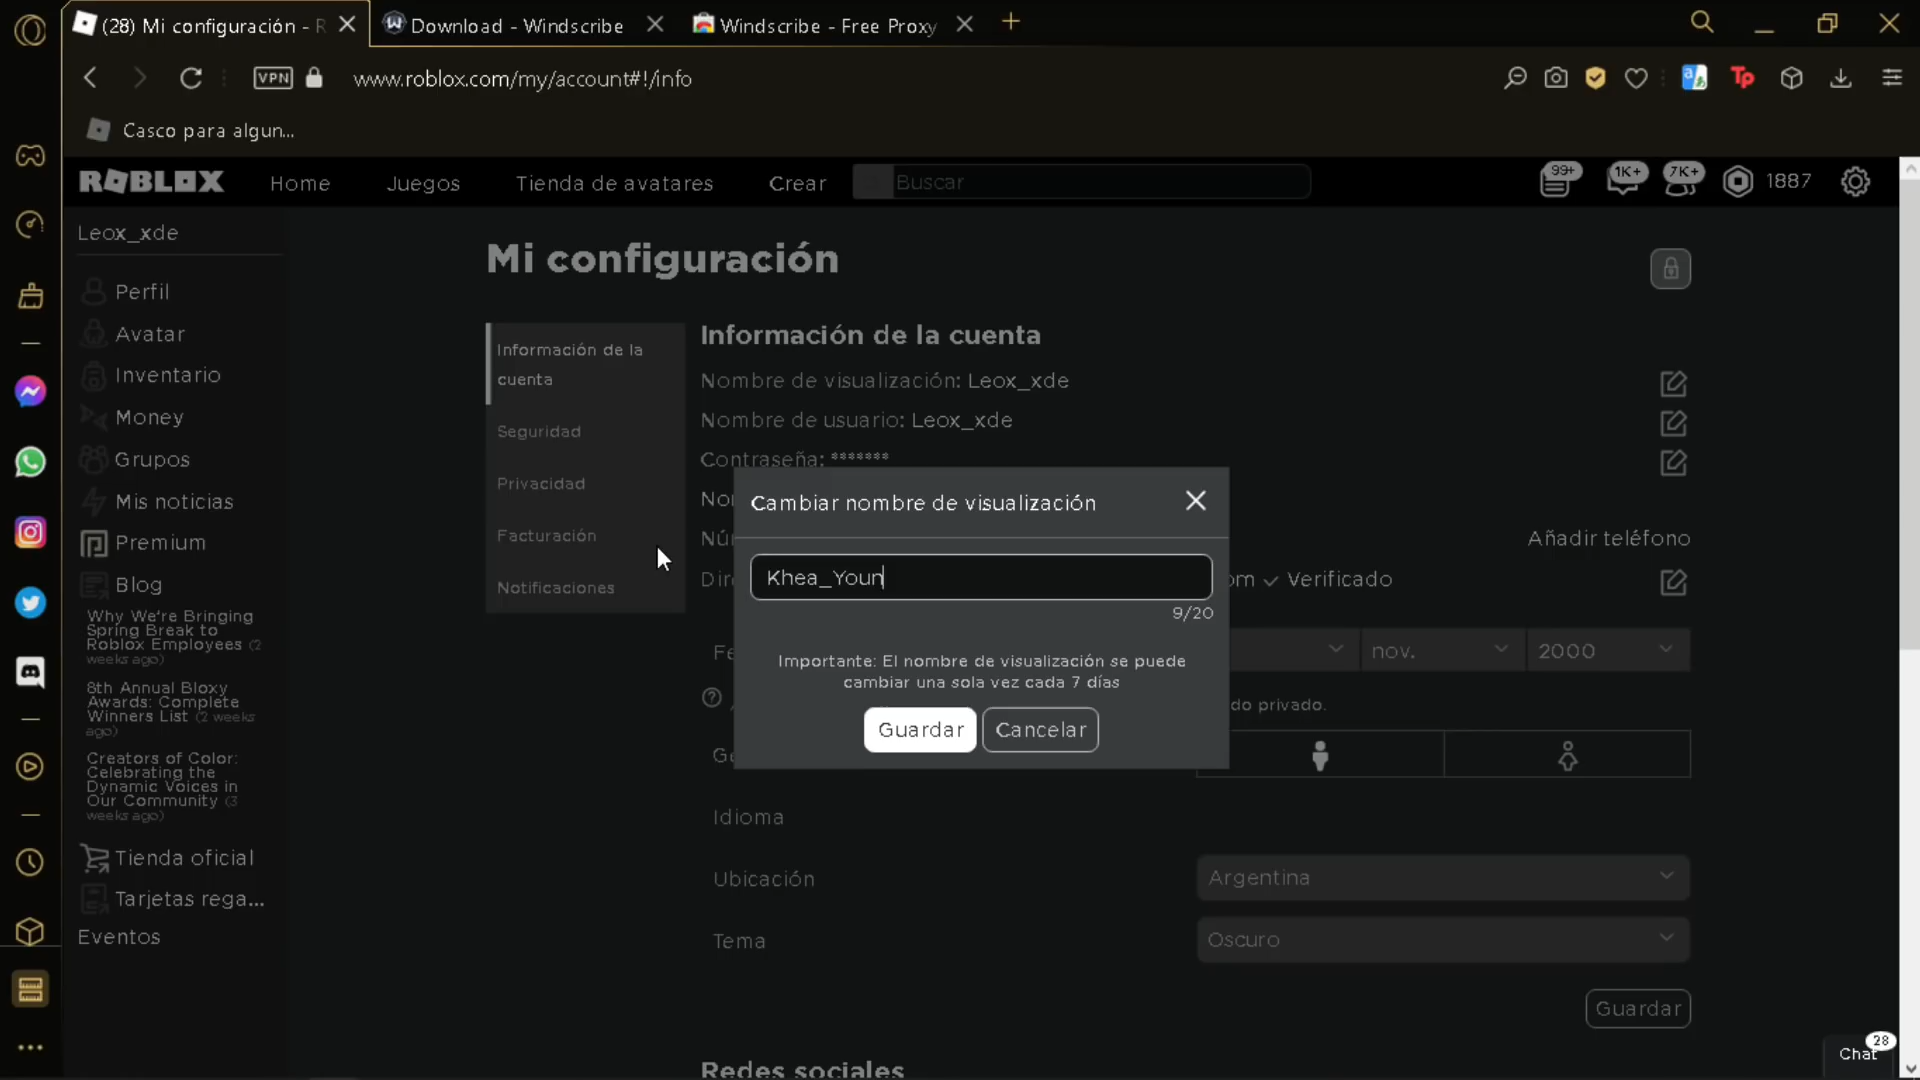 (28) Mi configuración - R
Download - Windscribe
Windscribe - Free Proxy
VPN
www.roblox.com/my/account#!/info
Casco para algun...
ROBLOX
Home
Juegos
Tienda de avatares
Crear
Buscar
99+
1K+
7K+
1887
Leox_xde
Perfil
Avatar
Inventario
Money
Grupos
Mis noticias
Premium
Blog
Why We're Bringing
Spring Break to
Roblox Employees (2
weeks ago)
8th Annual Bloxy
Awards: Complete
Winners List (2 weeks
ago)
Creators of Color:
Celebrating the
Dynamic Voices in
Our Community (3
weeks ago)
Tienda oficial
Tarjetas rega...
Eventos
Mi configuración
Información de la
cuenta
Seguridad
Privacidad
Facturación
Notificaciones
Información de la cuenta
Nombre de visualización: Leox_xde
Nombre de usuario: Leox_xde
Contraseña: *******
Cambiar nombre de visualización
Khea_Youn
9/20
Importante: El nombre de visualización se puede
cambiar una sola vez cada 7 días
Guardar
Cancelar
Añadir teléfono
om ✓ Verificado
nov.
2000
do privado.
Idioma
Ubicación
Argentina
Tema
Oscuro
Guardar
Redes sociales
Chat
28